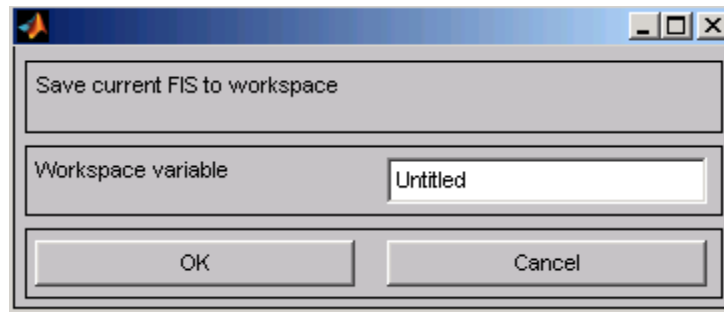 Save current FIS to workspace
Workspace variable
Untitled
OK
Cancel